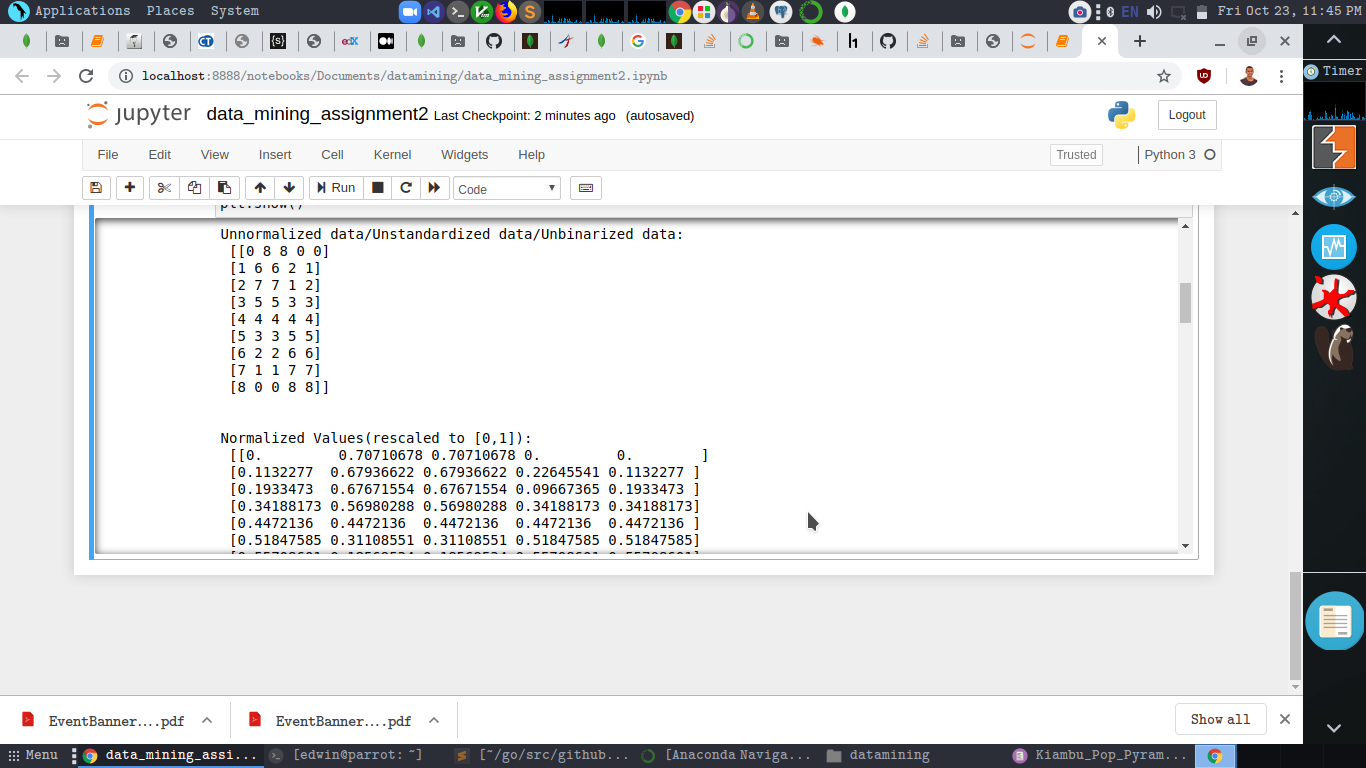 Applications Places System
EN Fri Oct 23, 11:45 PM
Timer
localhost:8888/notebooks/Documents/datamining/data_mining_assignment2.ipynb
jupyter data_mining_assignment2 Last Checkpoint: 2 minutes ago (autosaved)
Logout
File Edit View Insert Cell Kernel Widgets Help
Trusted Python 3
Run Code
plt.show()
Unnormalized data/Unstandardized data/Unbinarized data:
[[0 8 8 0 0]
[1 6 6 2 1]
[2 7 7 1 2]
[3 5 5 3 3]
[4 4 4 4 4]
[5 3 3 5 5]
[6 2 2 6 6]
[7 1 1 7 7]
[8 0 0 8 8]]
Normalized Values(rescaled to [0,1]):
[[0. 0.70710678 0.70710678 0. 0. ]
[0.1132277 0.67936622 0.67936622 0.22645541 0.1132277 ]
[0.1933473 0.67671554 0.67671554 0.09667365 0.1933473 ]
[0.34188173 0.56980288 0.56980288 0.34188173 0.34188173]
[0.4472136 0.4472136 0.4472136 0.4472136 0.4472136 ]
[0.51847585 0.31108551 0.31108551 0.51847585 0.51847585]
EventBanner....pdf EventBanner....pdf Show all
Menu data_mining_assi... [edwin@parrot: ~] [~/go/src/github... [Anaconda Naviga... datamining Kiambu_Pop_Pyram...